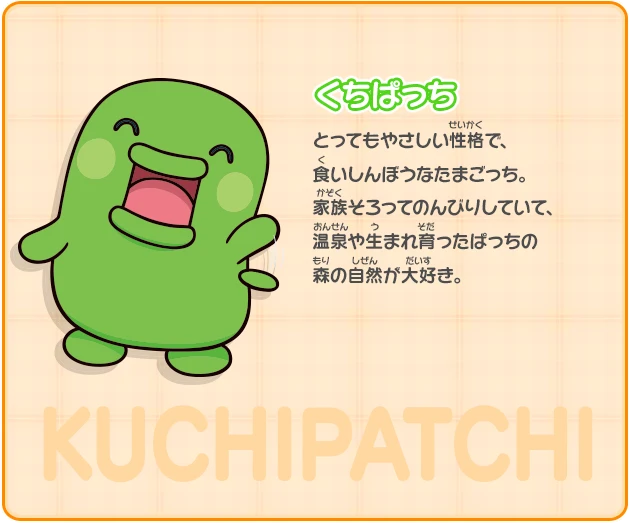 くちぱっち
とってもやさしい性格で、
食いしんぼうなたまごっち。
家族そろってのんびりしていて、
温泉や生まれ育ったぱっちの
森の自然が大好き。
KUCHIPATCHI